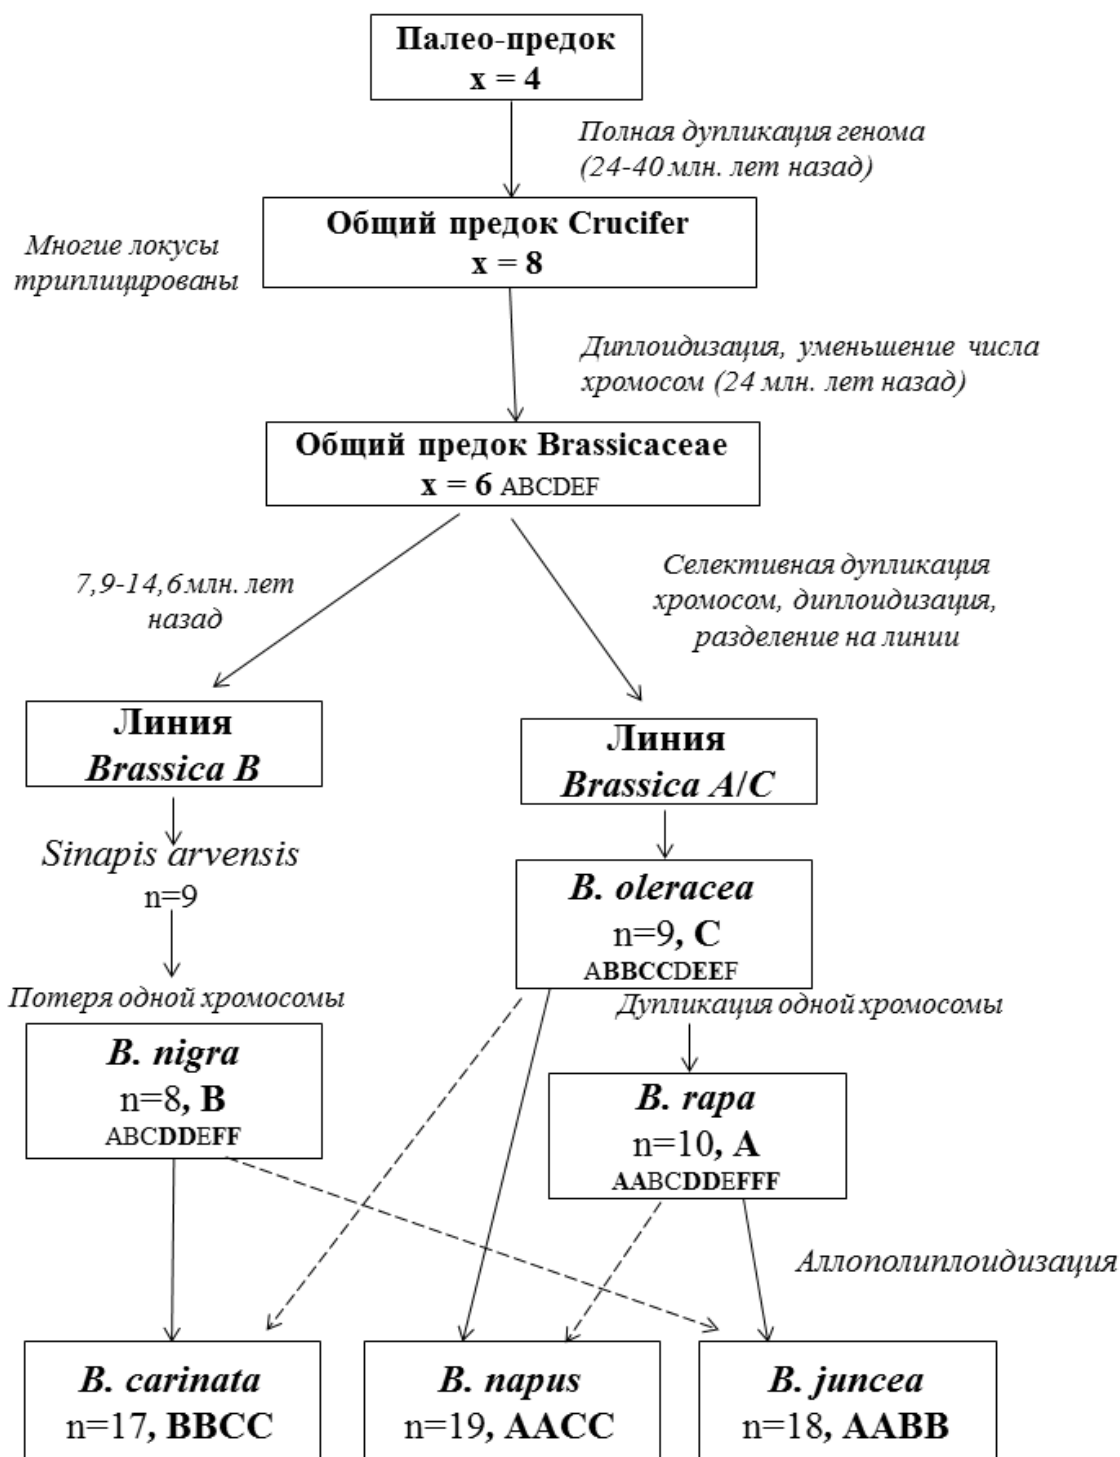 Палео-предок
x = 4
Полная дупликация генома
(24-40 млн. лет назад)
Общий предок Crucifer
x = 8
Многие локусы
триплицированы
Диплоидизация, уменьшение числа
хромосом (24 млн. лет назад)
Общий предок Brassicaceae
x = 6 ABCDEF
7,9-14,6 млн. лет
назад
Селективная дупликация
хромосом, диплоидизация,
разделение на линии
Линия
Brassica B
Линия
Brassica A/C
Sinapis arvensis
n=9
B. oleracea
n=9, C
ABBCCDEEF
Потеря одной хромосомы
Дупликация одной хромосомы
B. nigra
n=8, B
ABCDDEFF
B. rapa
n=10, A
AABCDDEFFF
Аллополиплоидизация
B. carinata
n=17, BBCC
B. napus
n=19, AACC
B. juncea
n=18, AABB